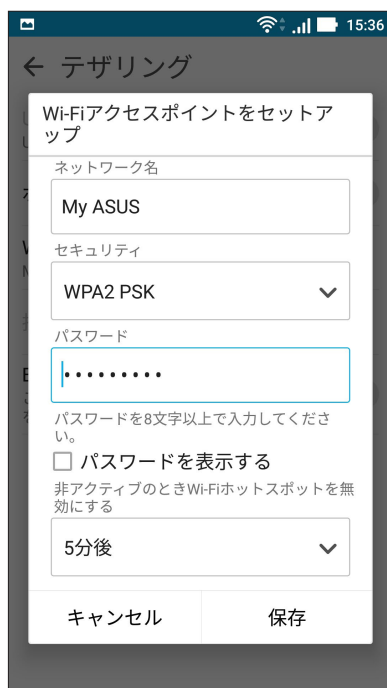 15:36
テザリング
Wi-Fiアクセスポイントをセットア
ップ
ネットワーク名
My ASUS
セキュリティ
WPA2 PSK
パスワード
•••••••••
パスワードを8文字以上で入力してくださ
い。
パスワードを表示する
非アクティブのときWi-Fiホットスポットを無
効にする
5分後
キャンセル 保存